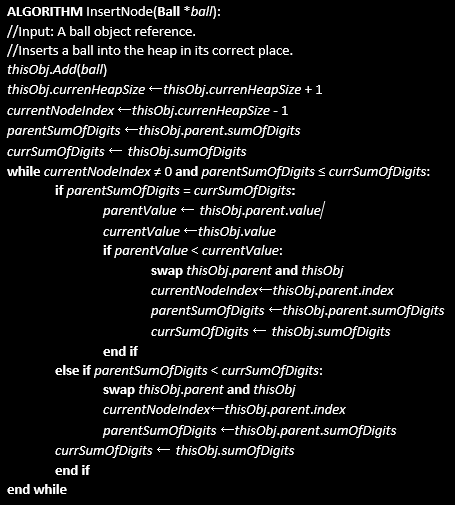 ALGORITHM InsertNode(Ball *ball):
//Input: A ball object reference.
//Inserts a ball into the heap in its correct place.
thisObj.Add(ball)
thisObj.currenHeapSize ←thisObj.currenHeapSize + 1
currentNodeIndex ←thisObj.currenHeapSize - 1
parentSumOfDigits ←thisObj.parent.sumOfDigits
currSumOfDigits ← thisObj.sumOfDigits
while currentNodeIndex ≠ 0 and parentSumOfDigits ≤ currSumOfDigits:
if parentSumOfDigits = currSumOfDigits:
parentValue ← thisObj.parent.value
currentValue ←thisObj.value
if parentValue < currentValue:
swap thisObj.parent and thisObj
currentNodeIndex←thisObj.parent.index
parentSumOfDigits ←thisObj.parent.sumOfDigits
currSumOfDigits ← thisObj.sumOfDigits
end if
else if parentSumOfDigits < currSumOfDigits:
swap thisObj.parent and thisObj
currentNodeIndex←thisObj.parent.index
parentSumOfDigits ←thisObj.parent.sumOfDigits
currSumOfDigits ← thisObj.sumOfDigits
end if
end while